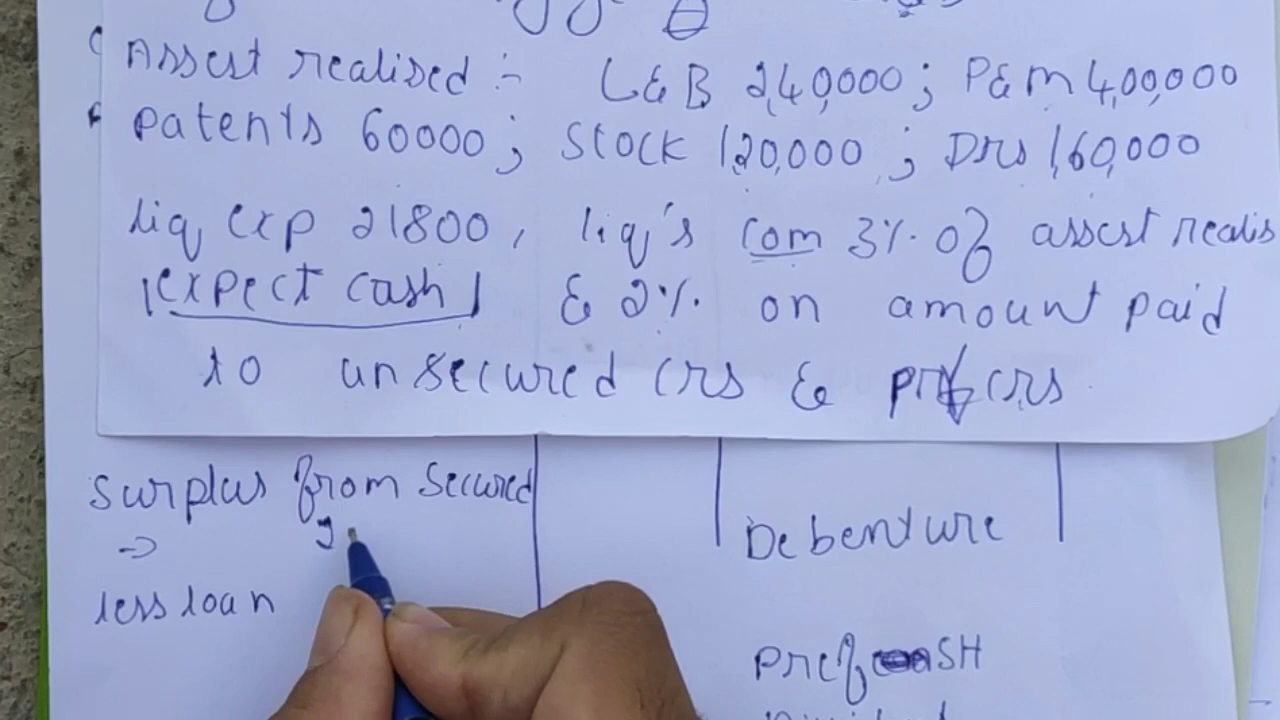 Assest realised :- L&B 2,40,000; P&M 4,00,000
Patents 60000; Stock 1,20,000; Drs 1,60,000
liq exp 21800, liq's com 3%. of assest realis
(expect cash) & 2%. on amount paid
to unsecured crs & pref crs
Surplus from Secured
Debenture
less loan
Pref SH